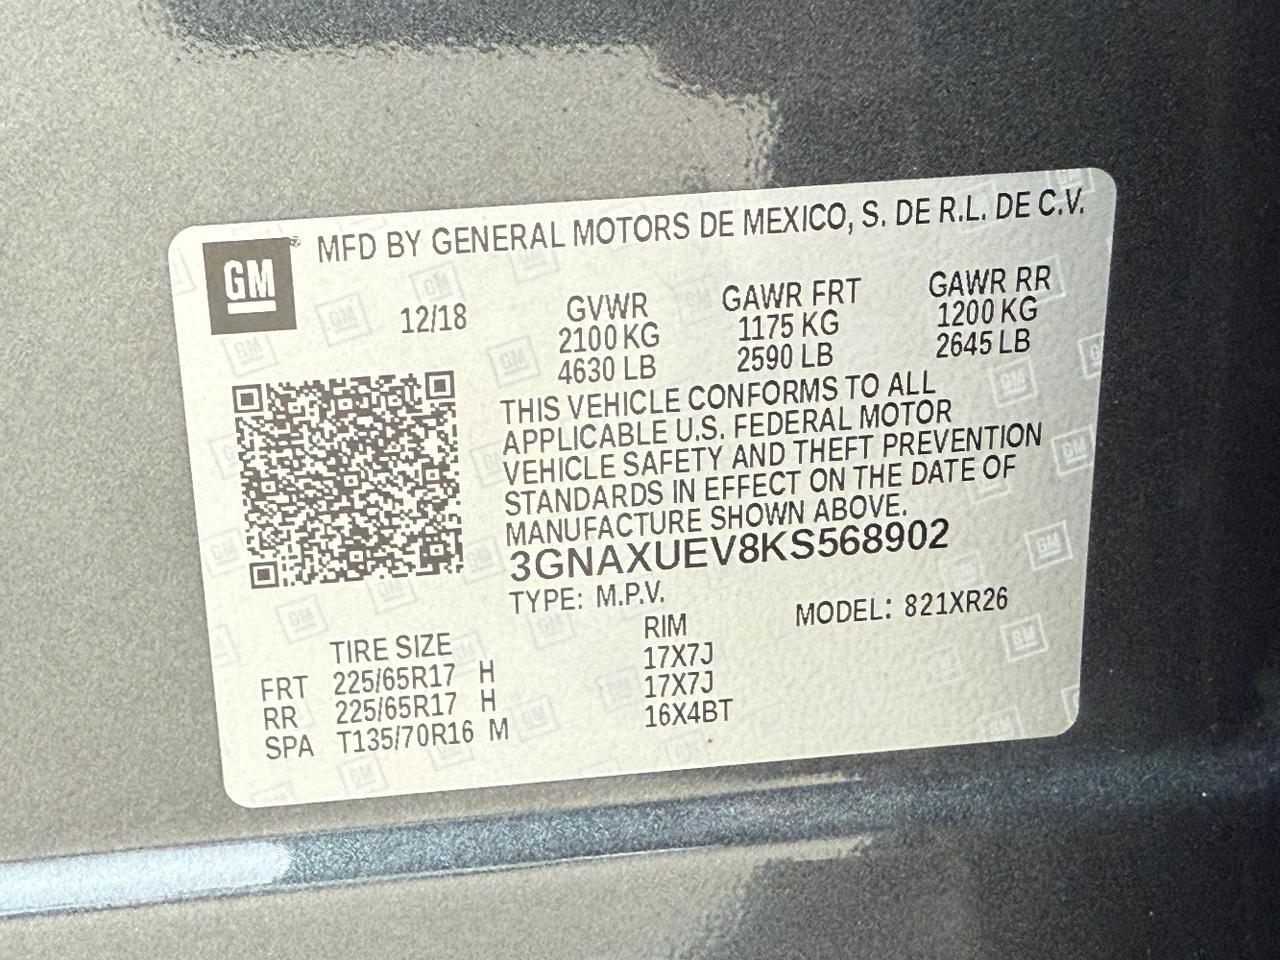 GM® MFD BY GENERAL MOTORS DE MEXICO, S. DE R.L. DE C.V.
12/18 GVWR GAWR FRT GAWR RR
2100 KG 1175 KG 1200 KG
4630 LB 2590 LB 2645 LB
THIS VEHICLE CONFORMS TO ALL
APPLICABLE U.S. FEDERAL MOTOR
VEHICLE SAFETY AND THEFT PREVENTION
STANDARDS IN EFFECT ON THE DATE OF
MANUFACTURE SHOWN ABOVE.
3GNAXUEV8KS568902
TYPE: M.P.V. MODEL: 821XR26
TIRE SIZE RIM
FRT 225/65R17 H 17X7J
RR 225/65R17 H 17X7J
SPA T135/70R16 M 16X4BT